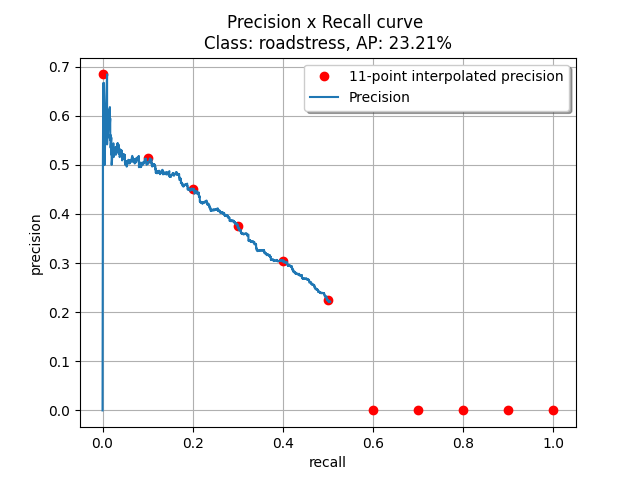 Precision x Recall curve
Class: roadstress, AP: 23.21%
11-point interpolated precision
Precision
0.7
0.6
0.5
0.4
0.3
0.2
0.1
0.0
precision
0.0 0.2 0.4 0.6 0.8 1.0
recall